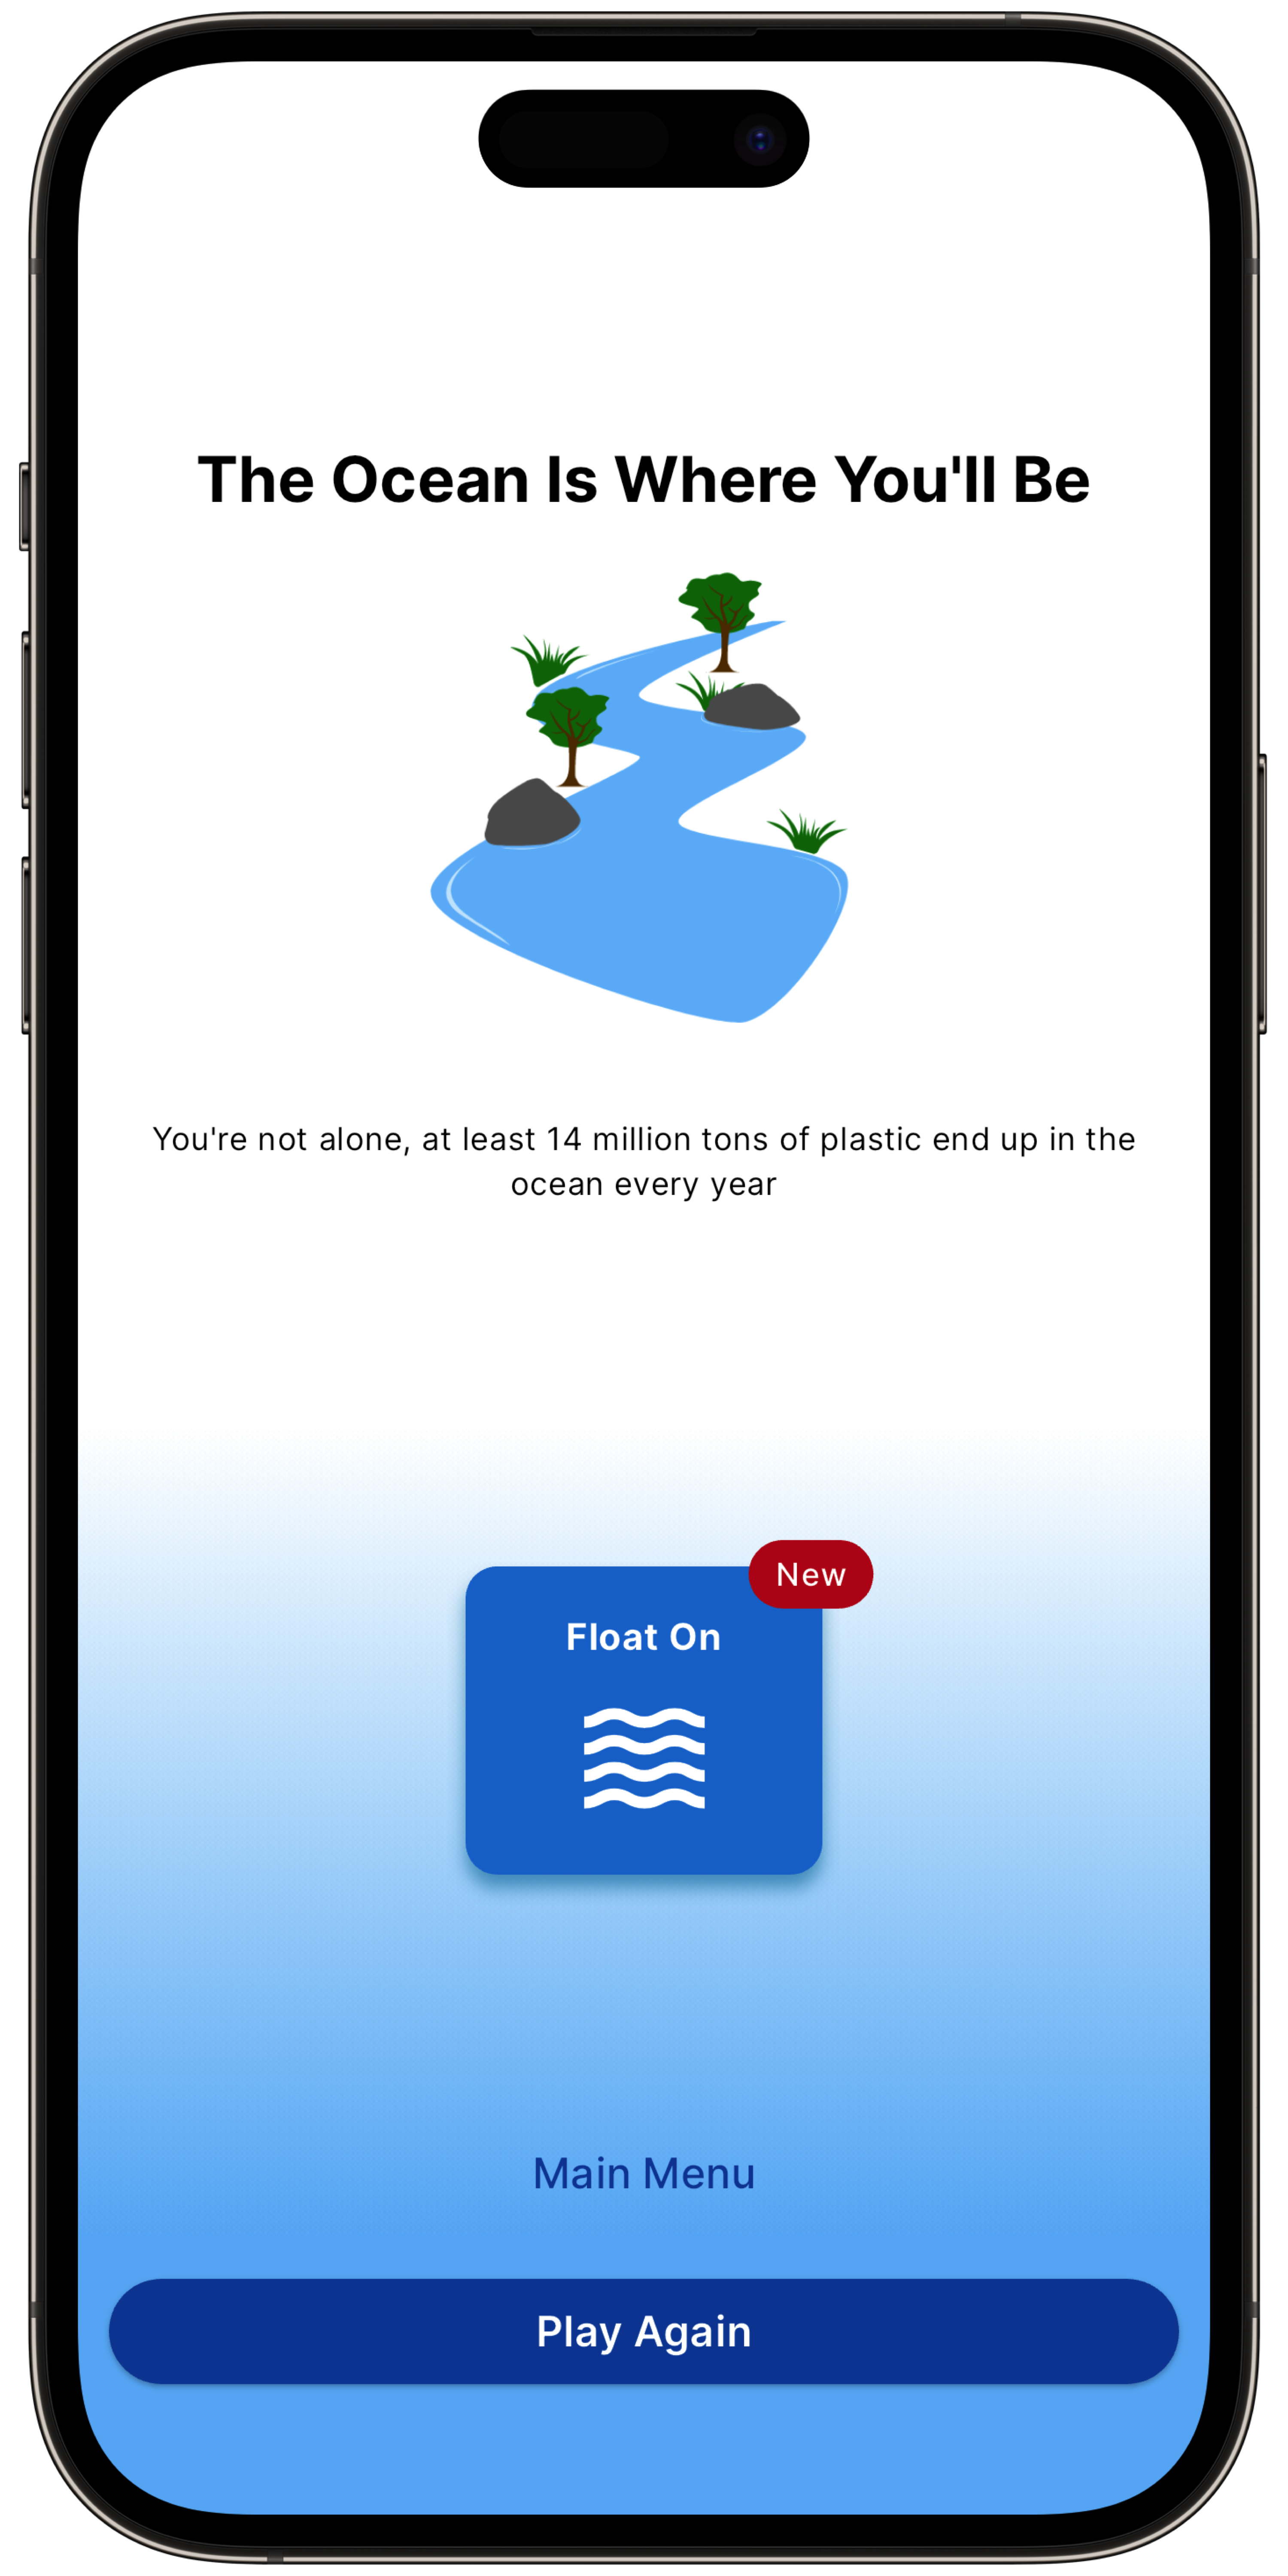 The Ocean Is Where You'll Be
You're not alone, at least 14 million tons of plastic end up in the
ocean every year
New
Float On
Main Menu
Play Again